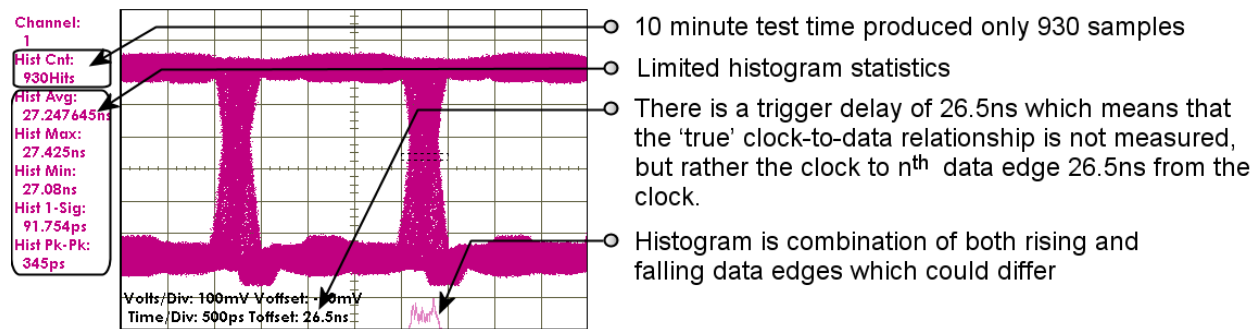 Channel:
1
Hist Cnt:
930Hits
Hist Avg:
27.247645ns
Hist Max:
27.425ns
Hist Min:
27.08ns
Hist 1-Sig:
91.754ps
Hist Pk-Pk:
345ps
Volts/Div: 100mV Voffset:
Time/Div: 500ps Toffset: 26.5ns
10 minute test time produced only 930 samples
Limited histogram statistics
There is a trigger delay of 26.5ns which means that
the ‘true’ clock-to-data relationship is not measured,
but rather the clock to nth data edge 26.5ns from the
clock.
Histogram is combination of both rising and
falling data edges which could differ